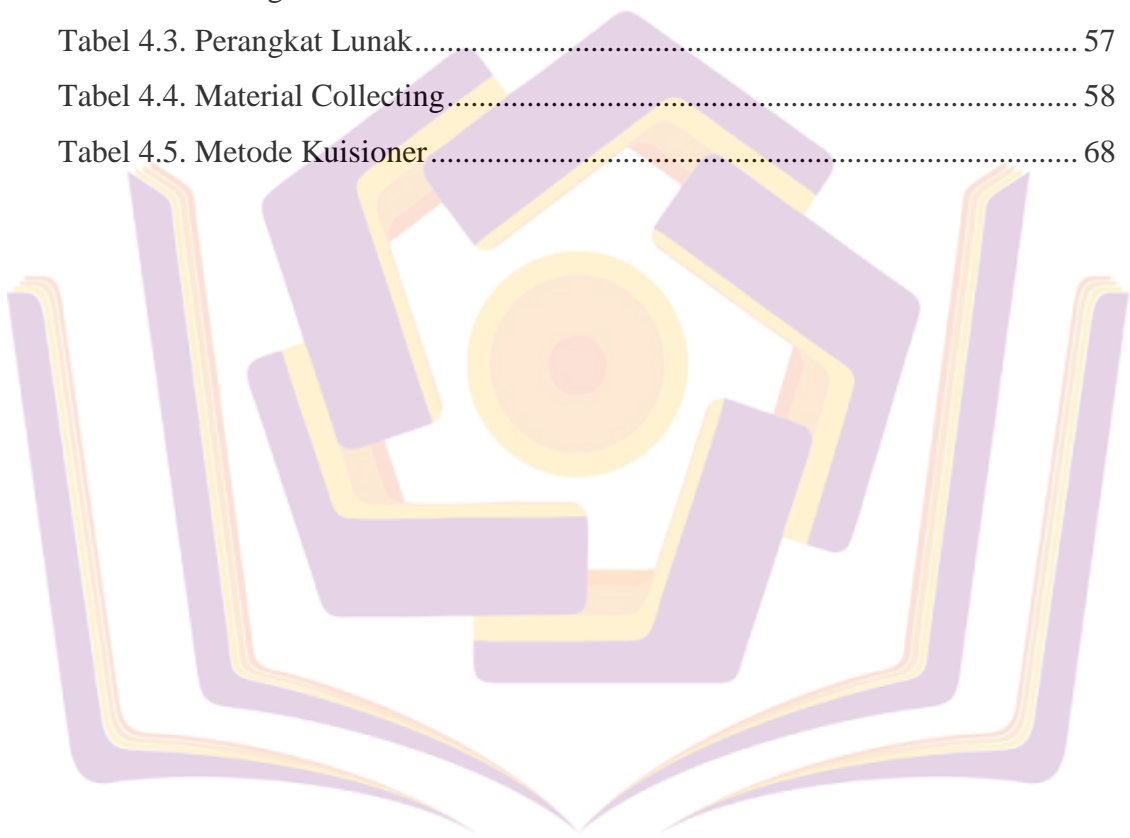 Tabel 4.3. Perangkat Lunak.......................................................................... 57
Tabel 4.4. Material Collecting...................................................................... 58
Tabel 4.5. Metode Kuisioner........................................................................ 68